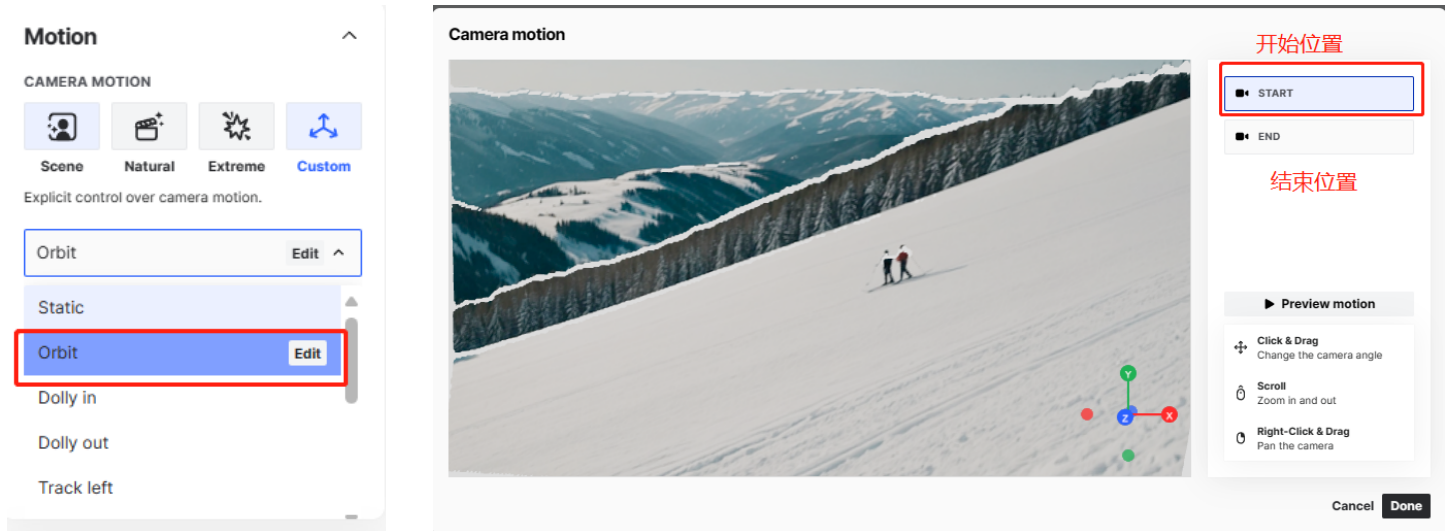 Motion
CAMERA MOTION
Scene Natural Extreme Custom
Explicit control over camera motion.
Orbit Edit
Static
Orbit Edit
Dolly in
Dolly out
Track left
Camera motion
开始位置
START
END
结束位置
Preview motion
Click & Drag
Change the camera angle
Scroll
Zoom in and out
Right-Click & Drag
Pan the camera
Y
Z X
Cancel Done